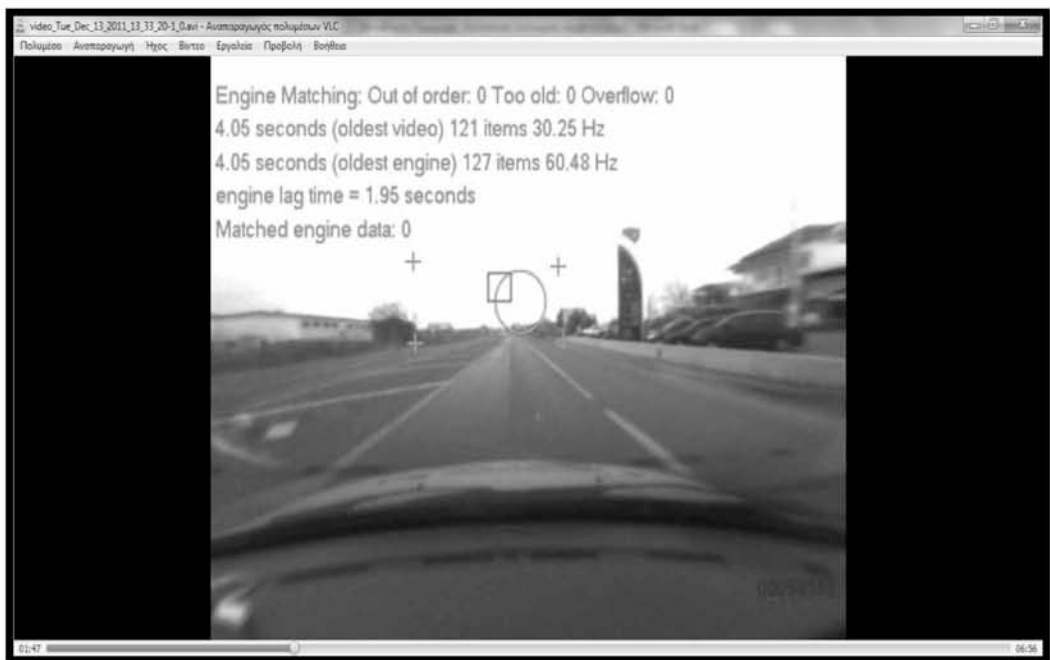 video_Tue_Dec_13_2011_13_33_20-1_0.avi - Αναπαραγωγός πολυμέσων VLC
Πολυμέσα Αναπαραγωγή Ήχος Βίντεο Εργαλεία Προβολή Βοήθεια
Engine Matching: Out of order: 0 Too old: 0 Overflow: 0
4.05 seconds (oldest video) 121 items 30.25 Hz
4.05 seconds (oldest engine) 127 items 60.48 Hz
engine lag time = 1.95 seconds
Matched engine data: 0
01:47
06:56